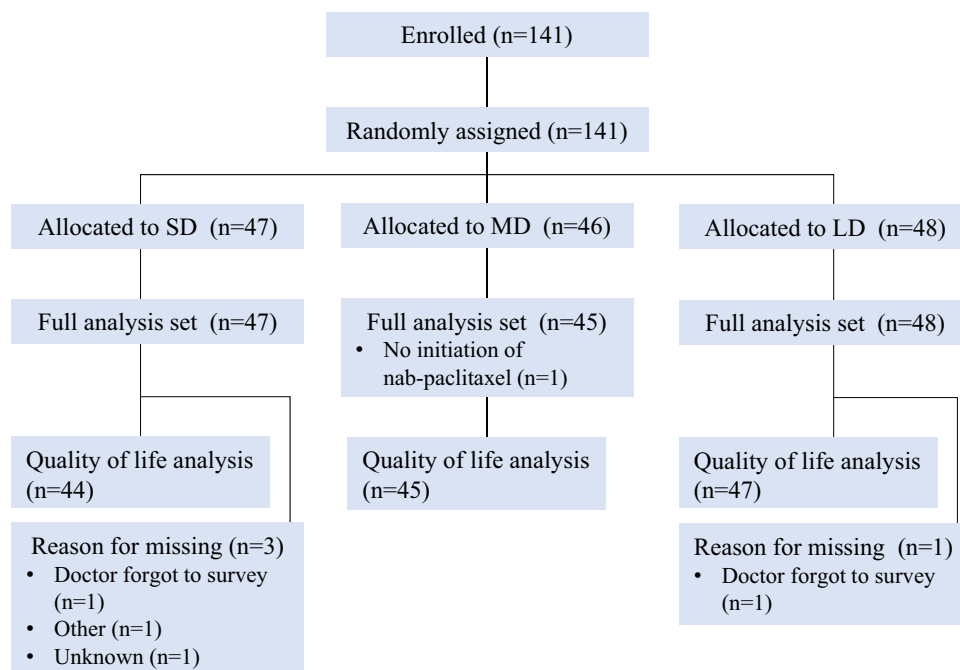 Enrolled (n=141)
Randomly assigned (n=141)
Allocated to SD (n=47)
Allocated to MD (n=46)
Allocated to LD (n=48)
Full analysis set (n=47)
Full analysis set (n=45)
• No initiation of
nab-paclitaxel (n=1)
Full analysis set (n=48)
Quality of life analysis
(n=44)
Quality of life analysis
(n=45)
Quality of life analysis
(n=47)
Reason for missing (n=3)
• Doctor forgot to survey
(n=1)
• Other (n=1)
• Unknown (n=1)
Reason for missing (n=1)
• Doctor forgot to survey
(n=1)